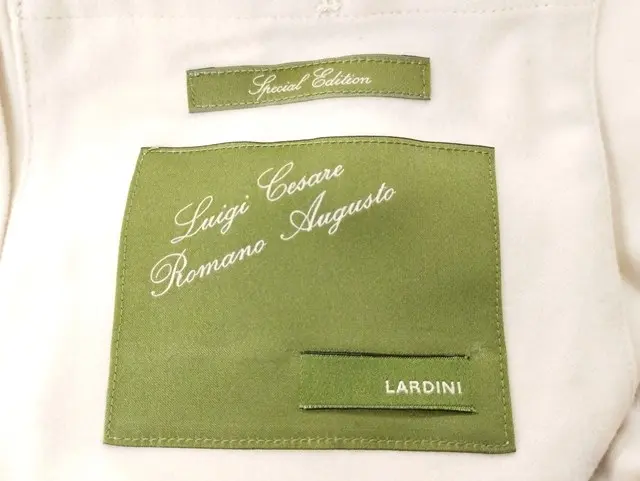 Special Edition
Luigi Cesare
Romano Augusto
LARDINI